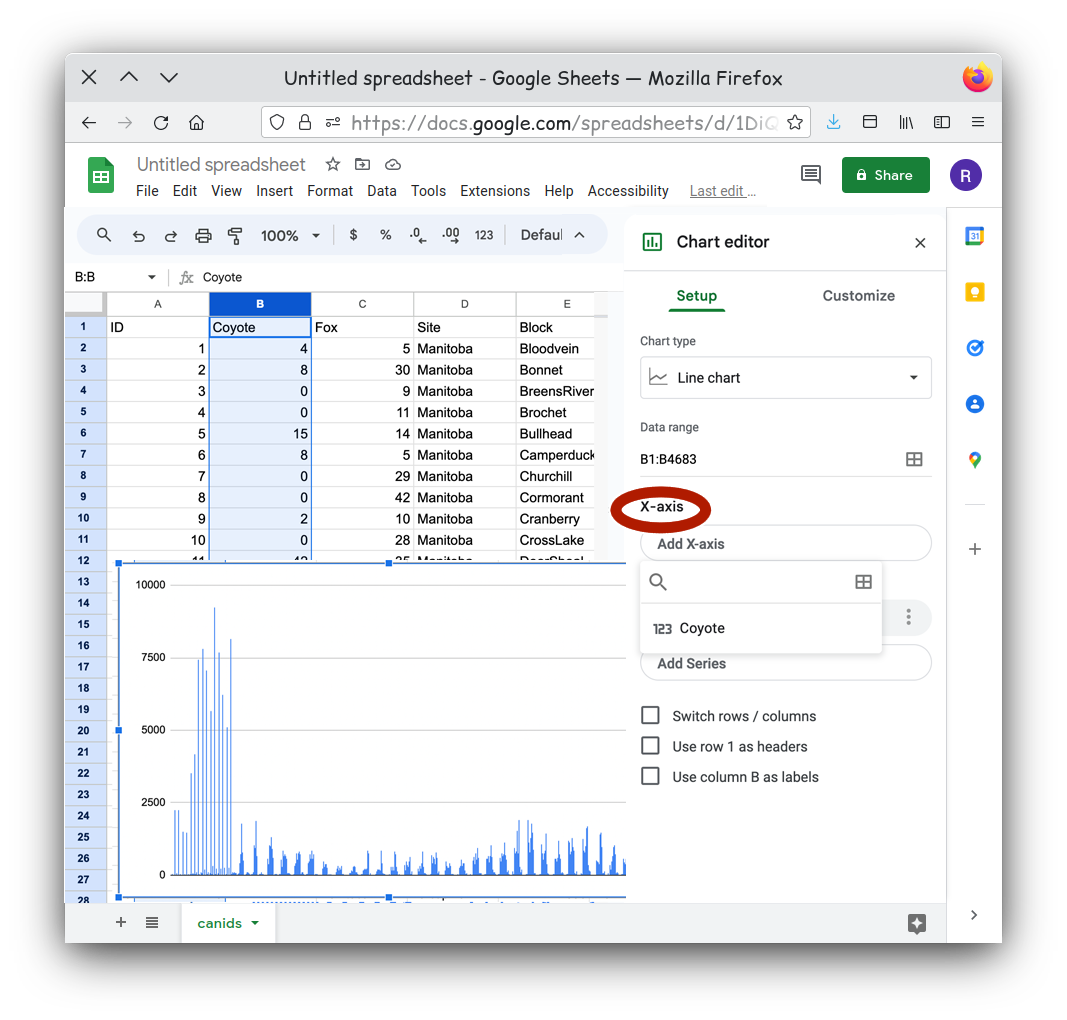 Untitled spreadsheet - Google Sheets — Mozilla Firefox
https://docs.google.com/spreadsheets/d/1DiQ
Untitled spreadsheet
File Edit View Insert Format Data Tools Extensions Help Accessibility Last edit ...
Share
R
100% $ % .0 .00 123 Defaul
31
Chart editor
B:B
fx Coyote
Setup Customize
A B C D E
1 ID Coyote Fox Site Block
2 1 4 5 Manitoba Bloodvein
3 2 8 30 Manitoba Bonnet
4 3 0 9 Manitoba BreensRiver
5 4 0 11 Manitoba Brochet
6 5 15 14 Manitoba Bullhead
7 6 8 5 Manitoba Camperduck
8 7 0 29 Manitoba Churchill
9 8 0 42 Manitoba Cormorant
10 9 2 10 Manitoba Cranberry
11 10 0 28 Manitoba CrossLake
12
13
14
15
16
17
18
19
20
21
22
23
24
25
26
27
28
10000
7500
5000
2500
0
Chart type
Line chart
Data range
B1:B4683
X-axis
Add X-axis
123 Coyote
Add Series
Switch rows / columns
Use row 1 as headers
Use column B as labels
canids